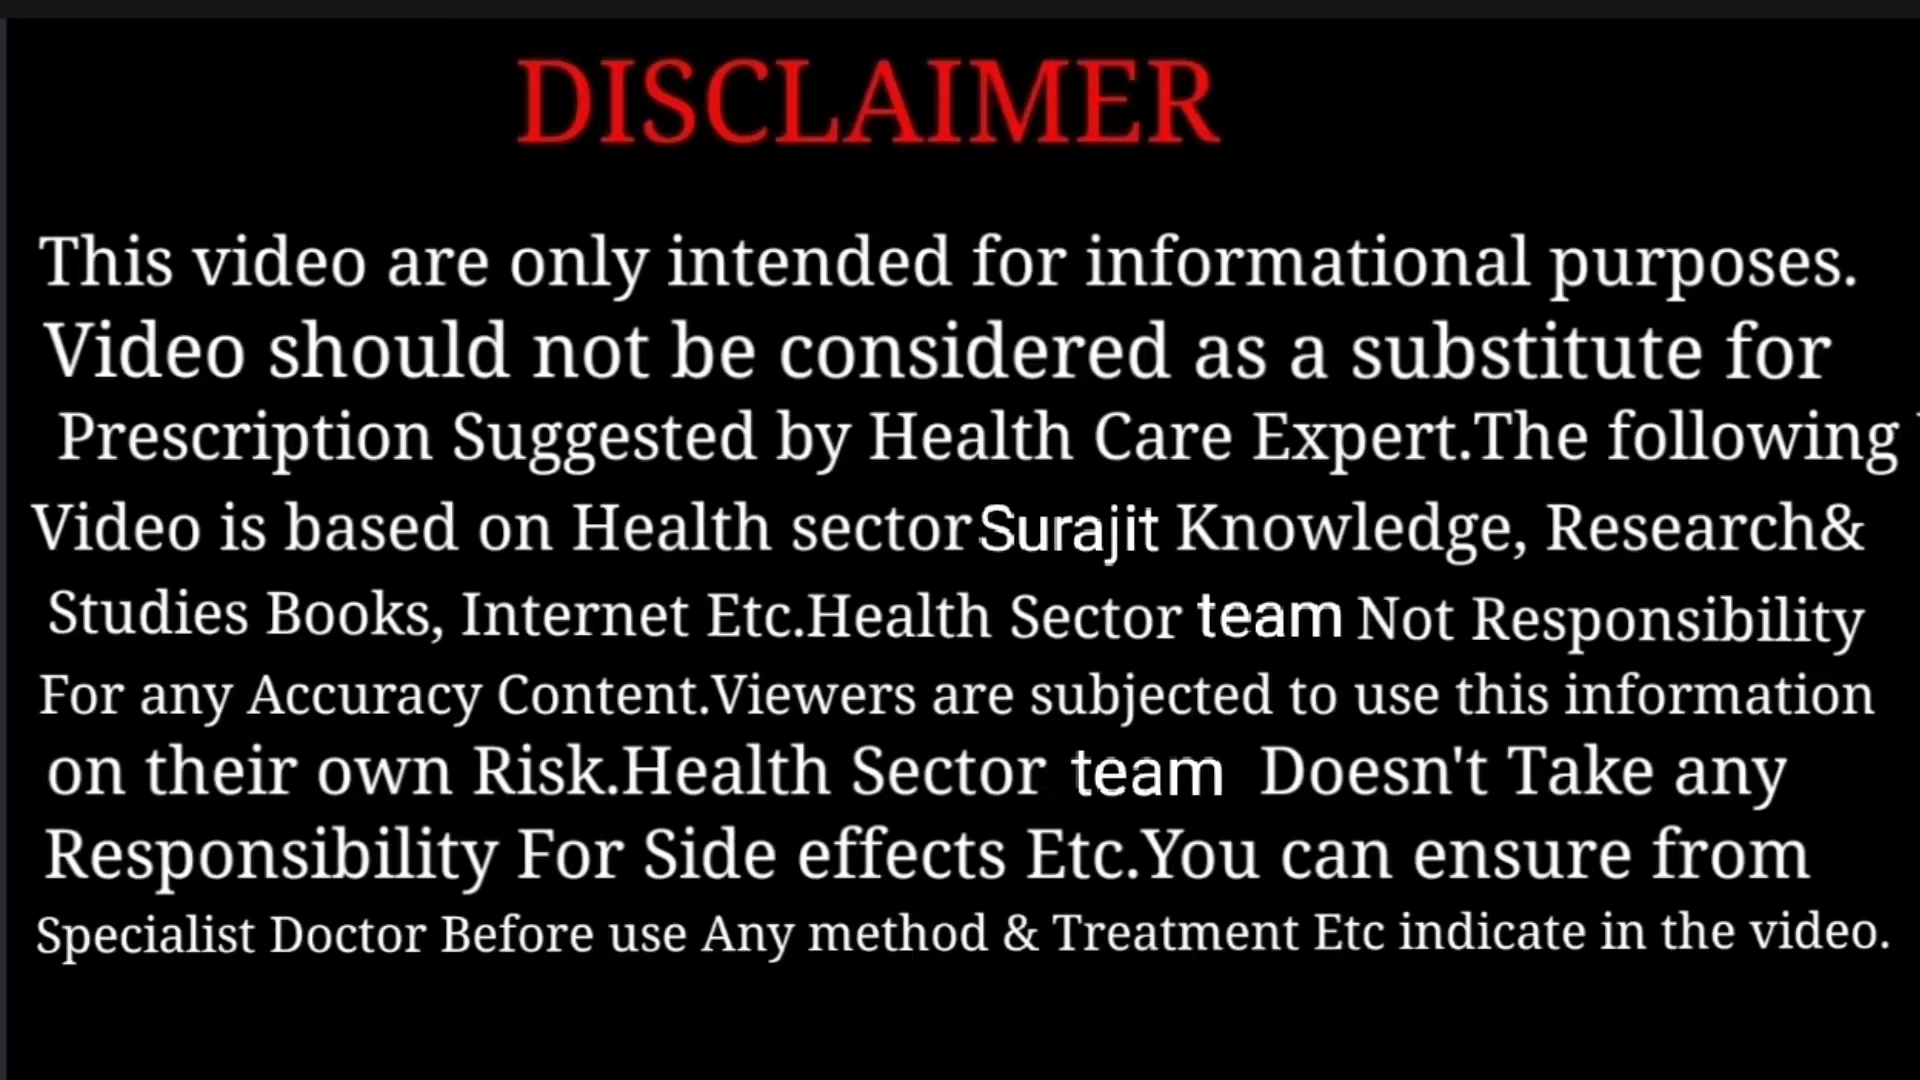 DISCLAIMER
This video are only intended for informational purposes.
Video should not be considered as a substitute for
Prescription Suggested by Health Care Expert.The following
Video is based on Health sector Surajit Knowledge, Research&
Studies Books, Internet Etc.Health Sector team Not Responsibility
For any Accuracy Content.Viewers are subjected to use this information
on their own Risk.Health Sector team Doesn't Take any
Responsibility For Side effects Etc.You can ensure from
Specialist Doctor Before use Any method & Treatment Etc indicate in the video.